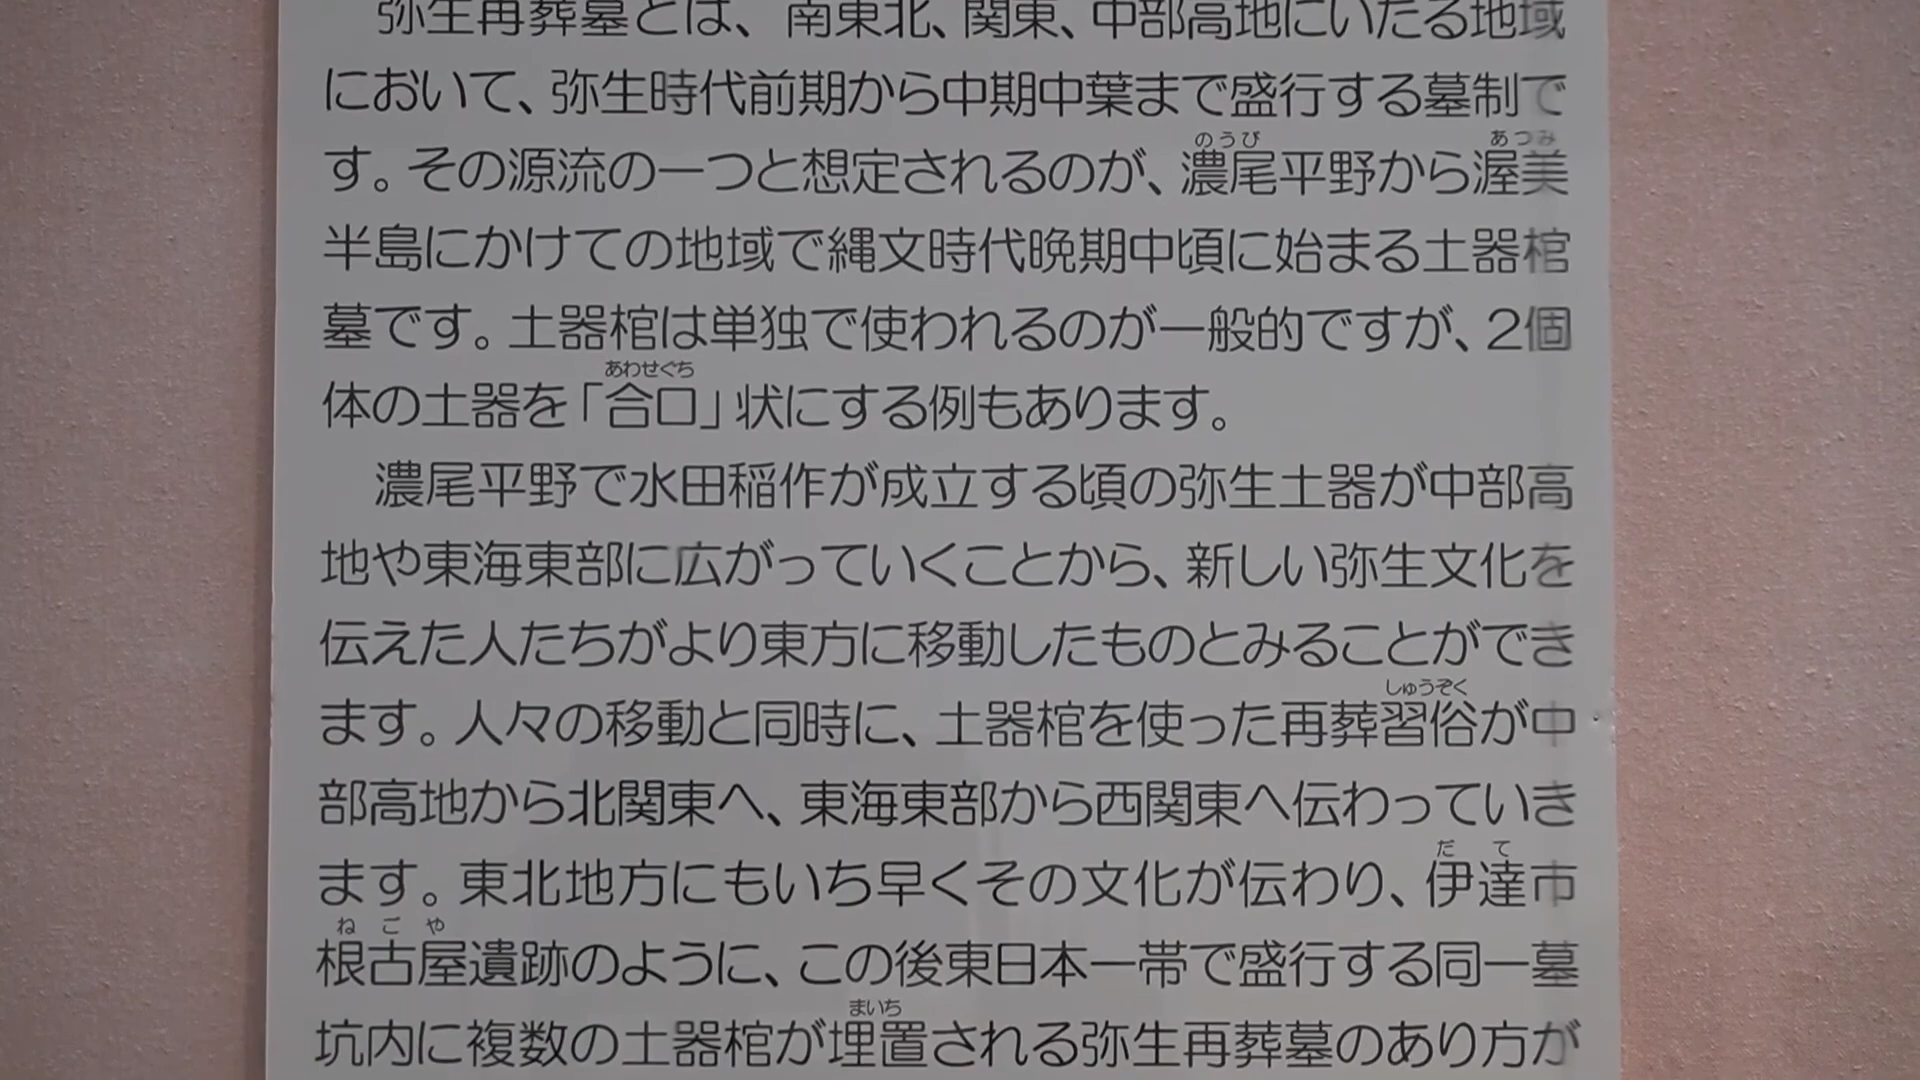 弥生再葬墓とは、南東北、関東、中部高地にいたる地域
において、弥生時代前期から中期中葉まで盛行する墓制で
のうび あつみ
す。その源流の一つと想定されるのが、濃尾平野から渥美
半島にかけての地域で縄文時代晩期中頃に始まる土器棺
墓です。土器棺は単独で使われるのが一般的ですが、2個
あわせぐち
体の土器を「合口」状にする例もあります。
濃尾平野で水田稲作が成立する頃の弥生土器が中部高
地や東海東部に広がっていくことから、新しい弥生文化を
伝えた人たちがより東方に移動したものとみることができ
しゅうぞく
ます。人々の移動と同時に、土器棺を使った再葬習俗が中
部高地から北関東へ、東海東部から西関東へ伝わっていき
だて
ます。東北地方にもいち早くその文化が伝わり、伊達市
ねごや
根古屋遺跡のように、この後東日本一帯で盛行する同一墓
まいち
坑内に複数の土器棺が埋置される弥生再葬墓のあり方が